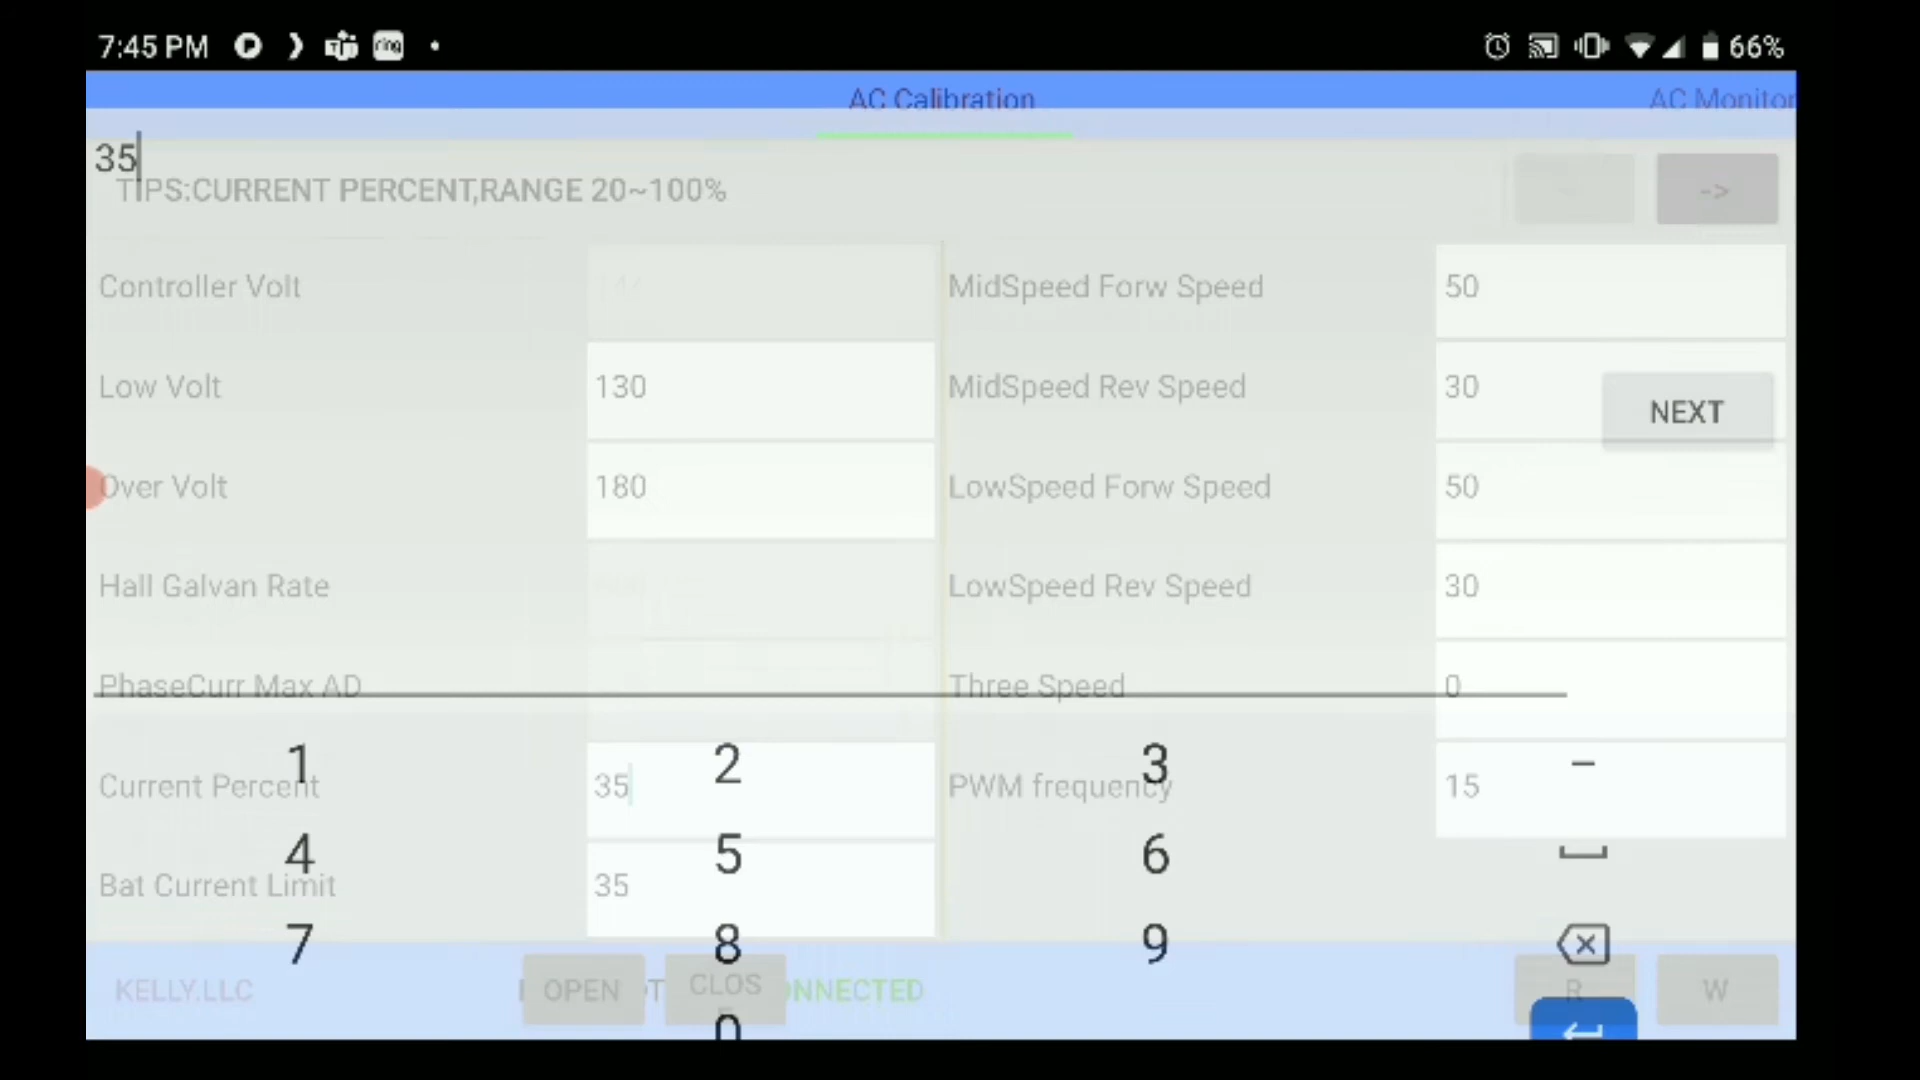 7:45 PM
ring
66%
AC Calibration
AC Monitor
35
TIPS:CURRENT PERCENT,RANGE 20~100%
->
Controller Volt
144
MidSpeed Forw Speed
50
Low Volt
130
MidSpeed Rev Speed
30
NEXT
Over Volt
180
LowSpeed Forw Speed
50
Hall Galvan Rate
LowSpeed Rev Speed
30
PhaseCurr Max AD
Three Speed
0
1
2
3
–
Current Percent
35
PWM frequency
15
4
5
6
Bat Current Limit
35
7
8
9
KELLY.LLC
OPEN
CLOS
NNECTED
R
W
0